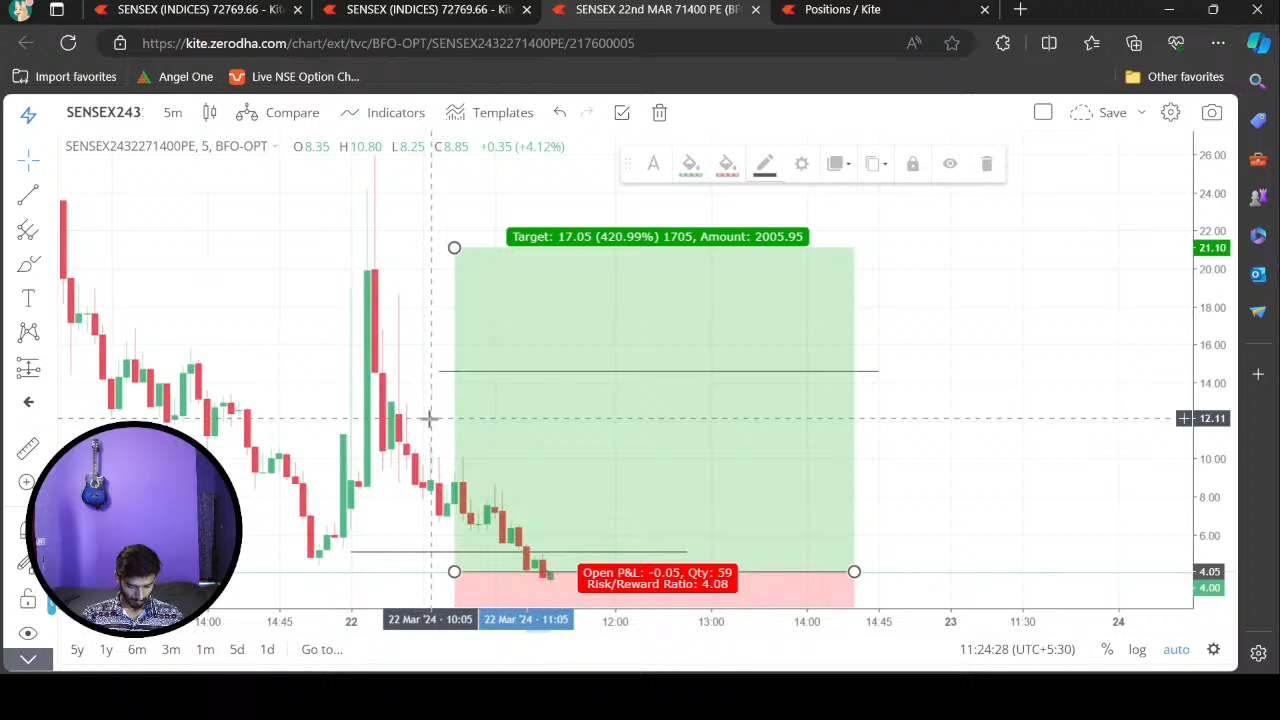 SENSEX (INDICES) 72769.66 - Kit
SENSEX (INDICES) 72769.66 - Kit
SENSEX 22nd MAR 71400 PE (BF
Positions / Kite
https://kite.zerodha.com/chart/ext/tvc/BFO-OPT/SENSEX2432271400PE/217600005
Import favorites
Angel One
Live NSE Option Ch...
Other favorites
SENSEX243
5m
Compare
Indicators
Templates
Save
SENSEX2432271400PE, 5, BFO-OPT
O8.35 H10.80 L8.25 C8.85 +0.35 (+4.12%)
26.00
24.00
22.00
21.10
20.00
18.00
16.00
14.00
12.11
10.00
8.00
6.00
4.05
4.00
Target: 17.05 (420.99%) 1705, Amount: 2005.95
Open P&L: -0.05, Qty: 59
Risk/Reward Ratio: 4.08
14:00
14:45
22
22 Mar '24 - 10:05
22 Mar '24 - 11:05
12:00
13:00
14:00
14:45
23
11:30
24
5y 1y 6m 3m 1m 5d 1d Go to...
11:24:28 (UTC+5:30)
% log auto